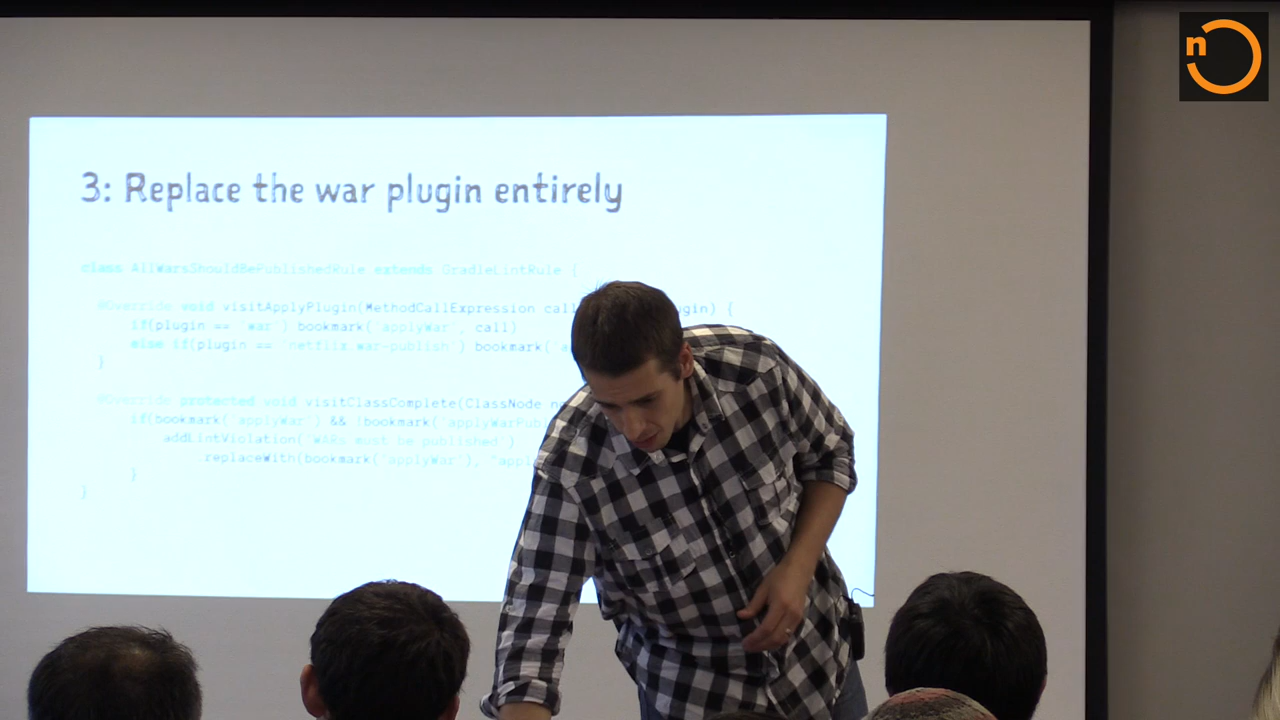 n
3: Replace the war plugin entirely
class AllWarsShouldBePublishedRule extends GradleLintRule {
@Override void visitApplyPlugin(MethodCallExpression call
) {
if(plugin == 'war') bookmark('applyWar', call)
else if(plugin == 'netflix.war-publish') bookmark('
}
@Override protected void visitClassComplete(ClassNode
if(bookmark('applyWar') && !bookmark('
addLintViolation('WARs must be published')
replaceWith(bookmark('applyWar'), "
}
}